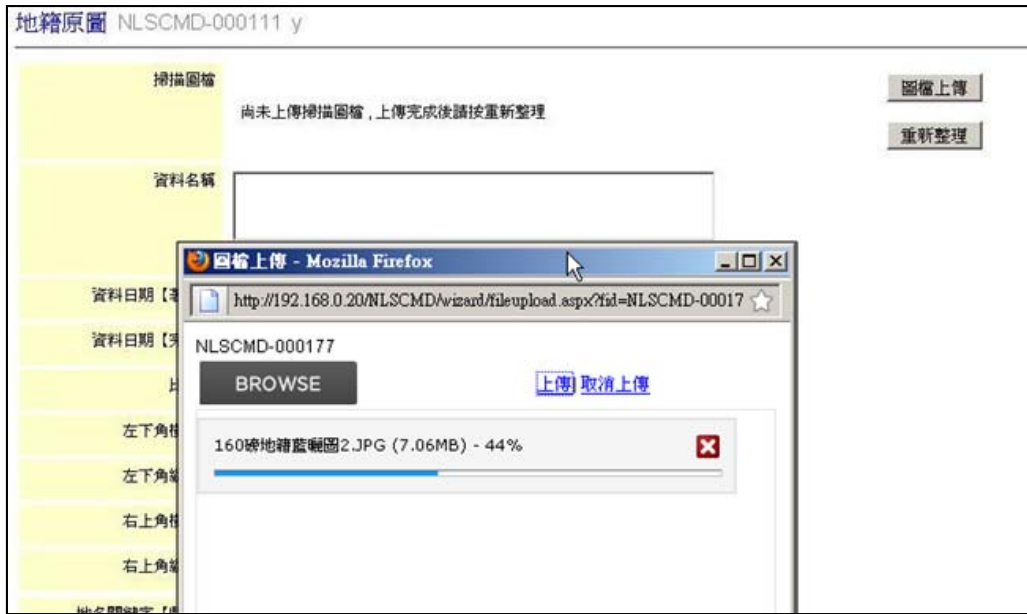 地籍原圖 NLSCMD-000111 y
掃描圖檔
尚未上傳掃描圖檔，上傳完成後請按重新整理
圖檔上傳
重新整理
資料名稱
圖檔上傳 - Mozilla Firefox
http://192.168.0.20/NLSCMD/wizard/fileupload.aspx?fid=NLSCMD-00017
資料日期【
資料日期【
NLSCMD-000177
BROWSE
上傳 取消上傳
160磅地籍藍曬圖2.JPG (7.06MB) - 44%
左下角
左下角
右上角
右上角